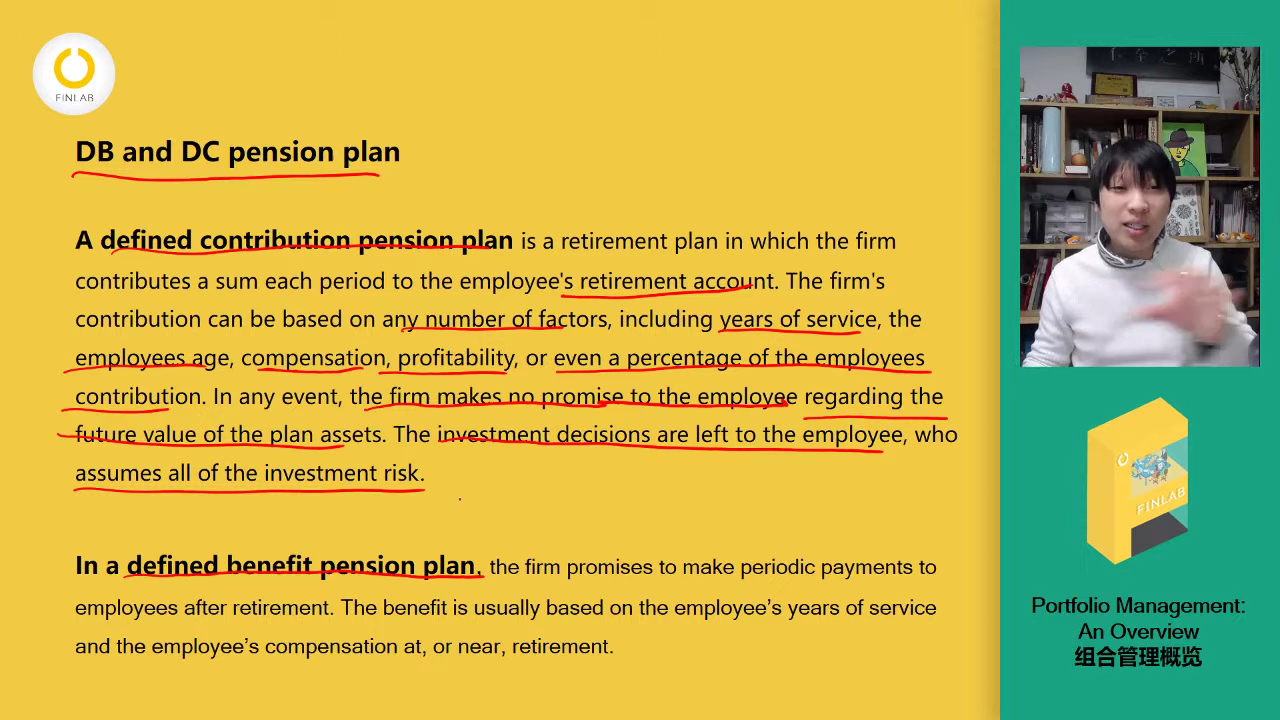 FINLAB
DB and DC pension plan
A defined contribution pension plan is a retirement plan in which the firm
contributes a sum each period to the employee's retirement account. The firm's
contribution can be based on any number of factors, including years of service, the
employees age, compensation, profitability, or even a percentage of the employees
contribution. In any event, the firm makes no promise to the employee regarding the
future value of the plan assets. The investment decisions are left to the employee, who
assumes all of the investment risk.
In a defined benefit pension plan, the firm promises to make periodic payments to
employees after retirement. The benefit is usually based on the employee’s years of service
and the employee’s compensation at, or near, retirement.
FINLAB
Portfolio Management:
An Overview
组合管理概览